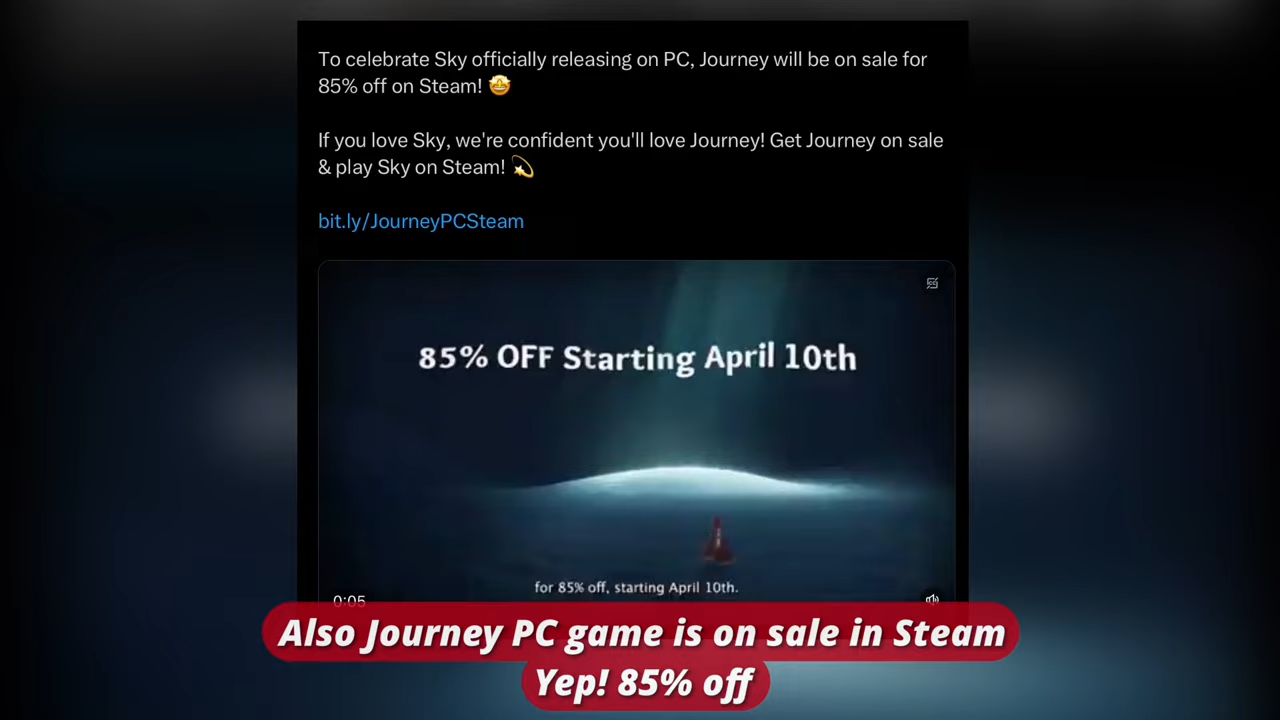 To celebrate Sky officially releasing on PC, Journey will be on sale for
85% off on Steam! 🤩
If you love Sky, we're confident you'll love Journey! Get Journey on sale
& play Sky on Steam! 💫
bit.ly/JourneyPCSteam
85% OFF Starting April 10th
for 85% off, starting April 10th.
0:05
Also Journey PC game is on sale in Steam
Yep! 85% off